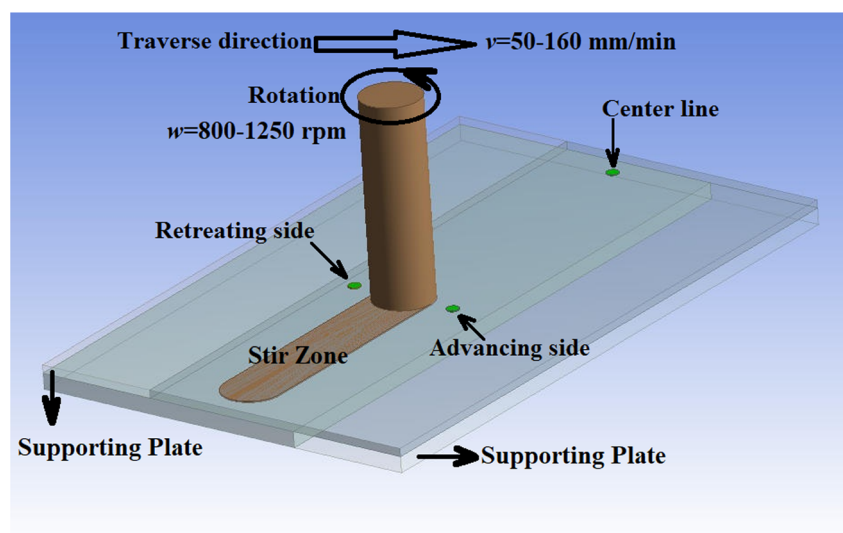 Traverse direction
v=50-160 mm/min
Rotation
w=800-1250 rpm
Center line
Retreating side
Advancing side
Stir Zone
Supporting Plate
Supporting Plate